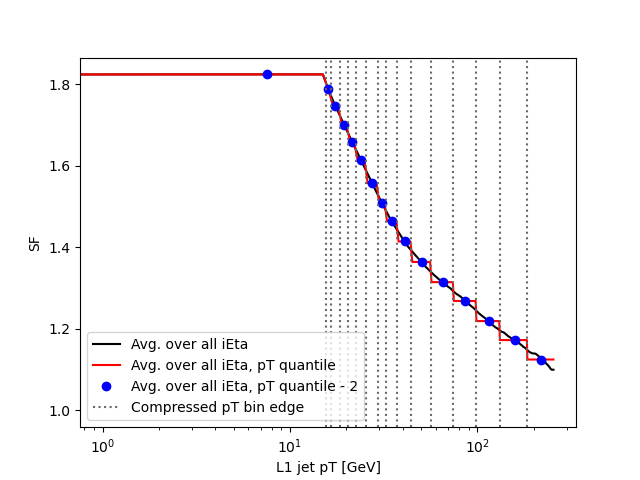 1.8
1.6
1.4
1.2
1.0
SF
Avg. over all iEta
Avg. over all iEta, pT quantile
Avg. over all iEta, pT quantile - 2
Compressed pT bin edge
10⁰ 10¹ 10²
L1 jet pT [GeV]